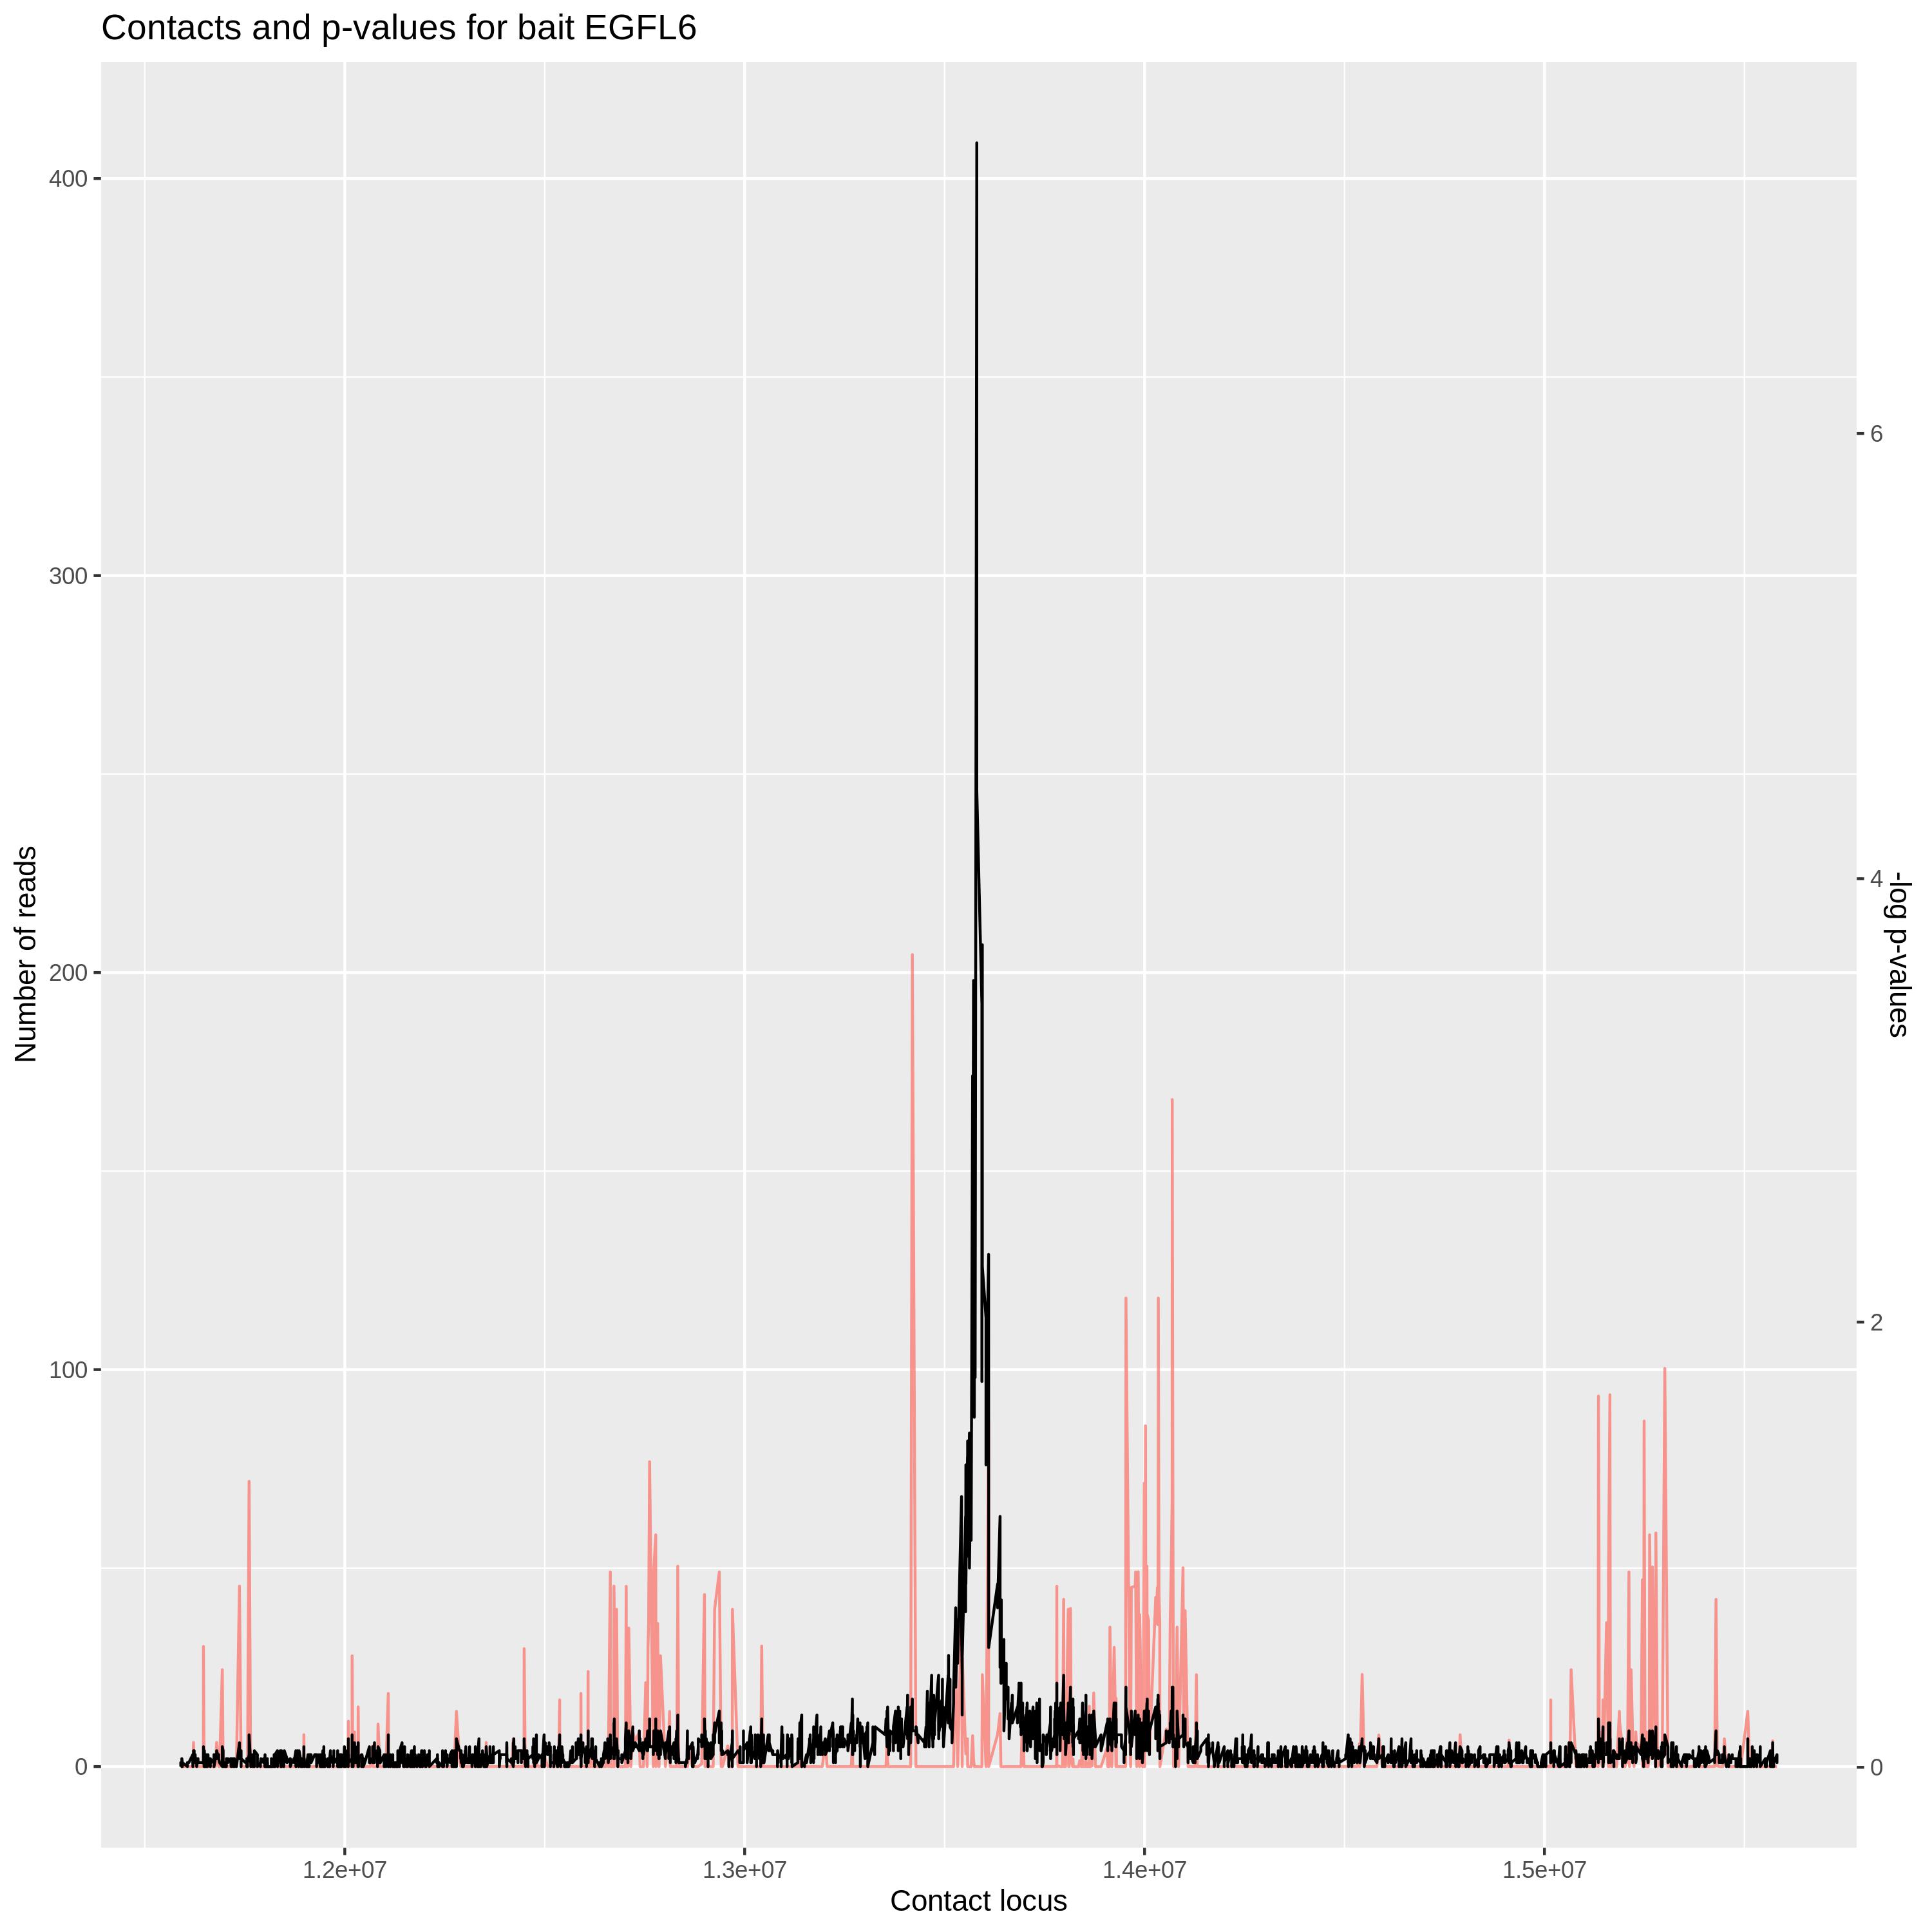 Contacts and p-values for bait EGFL6
400
300
200
100
0
Number of reads
6
4
2
0
-log p-values
1.2e+07
1.3e+07
1.4e+07
1.5e+07
Contact locus